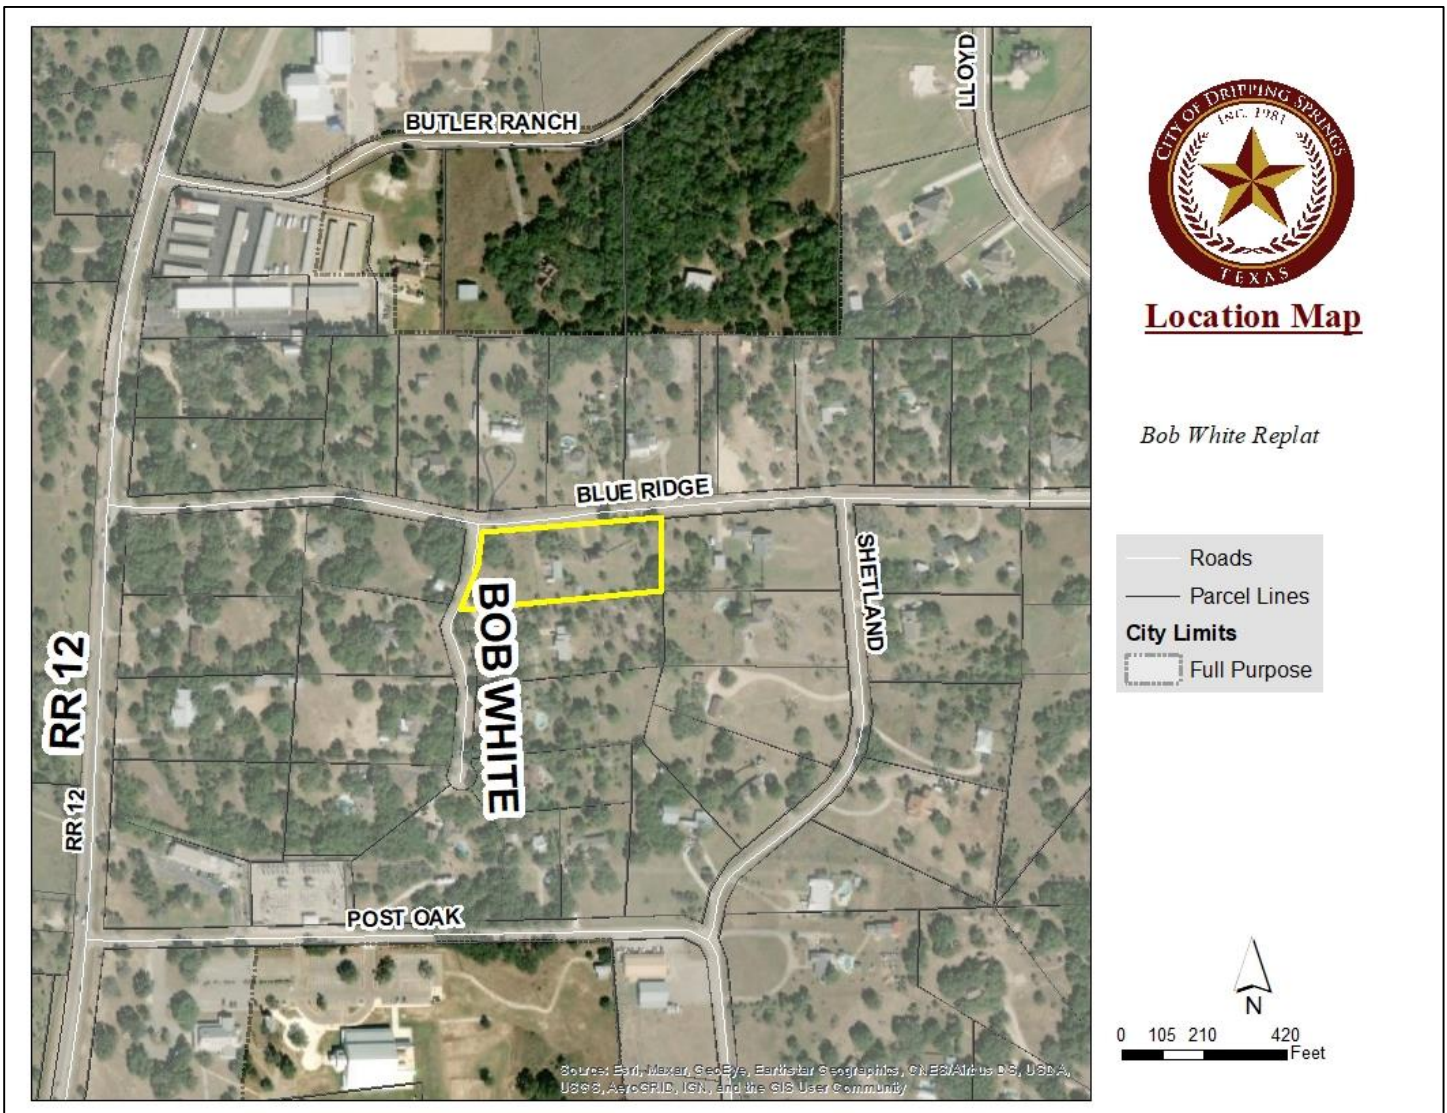 BUTLER RANCH
LLOYD
BLUE RIDGE
SHETLAND
BOB WHITE
RR 12
RR 12
POST OAK
Source: Esri, Maxar, GeoEye, Earthstar Geographics, CNES/Airbus DS, USDA,
USGS, AeroGRID, IGN, and the GIS User Community
CITY OF DRIPPING SPRINGS
INC. 1981
TEXAS
Location Map
Bob White Replat
Roads
Parcel Lines
City Limits
Full Purpose
N
0 105 210 420
Feet